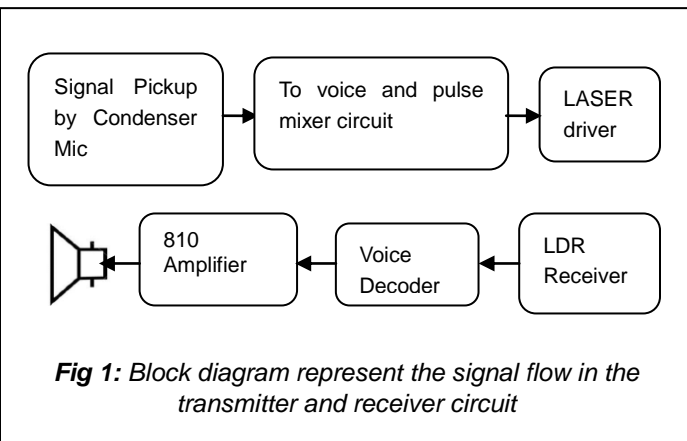 Signal Pickup
by Condenser
Mic
To voice and pulse
mixer circuit
LASER
driver
810
Amplifier
Voice
Decoder
LDR
Receiver
Fig 1: Block diagram represent the signal flow in the
transmitter and receiver circuit